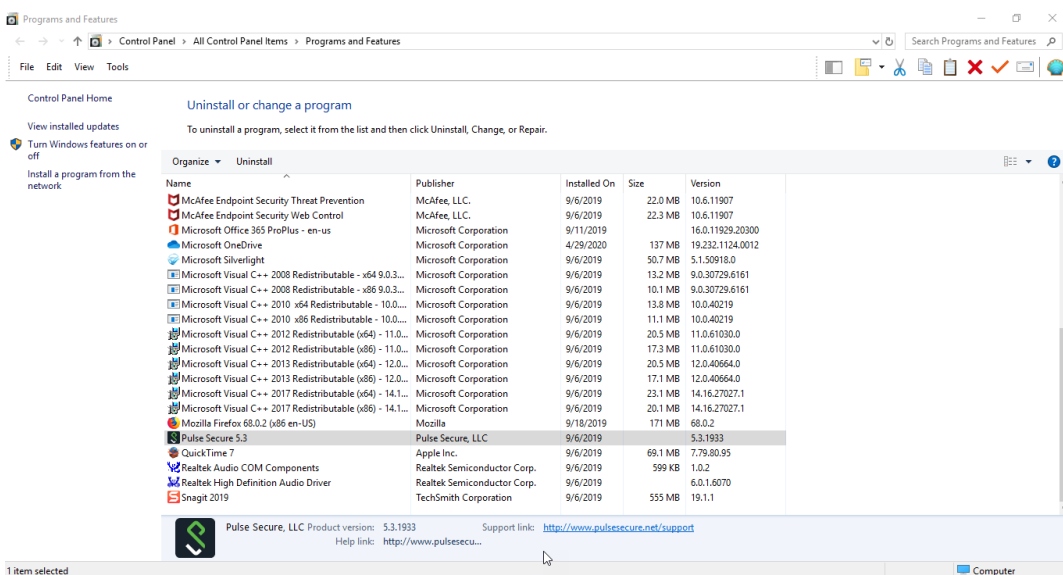 Programs and Features
Control Panel > All Control Panel Items > Programs and Features
Search Programs and Features
File Edit View Tools
Control Panel Home
View installed updates
Turn Windows features on or
off
Install a program from the
network
Uninstall or change a program
To uninstall a program, select it from the list and then click Uninstall, Change, or Repair.
Organize Uninstall
Name Publisher Installed On Size Version
McAfee Endpoint Security Threat Prevention McAfee, LLC. 9/6/2019 22.0 MB 10.6.11907
McAfee Endpoint Security Web Control McAfee, LLC. 9/6/2019 22.3 MB 10.6.11907
Microsoft Office 365 ProPlus - en-us Microsoft Corporation 9/11/2019 16.0.11929.20300
Microsoft OneDrive Microsoft Corporation 4/29/2020 137 MB 19.232.1124.0012
Microsoft Silverlight Microsoft Corporation 9/6/2019 50.7 MB 5.1.50918.0
Microsoft Visual C++ 2008 Redistributable - x64 9.0.3... Microsoft Corporation 9/6/2019 13.2 MB 9.0.30729.6161
Microsoft Visual C++ 2008 Redistributable - x86 9.0.3... Microsoft Corporation 9/6/2019 10.1 MB 9.0.30729.6161
Microsoft Visual C++ 2010 x64 Redistributable - 10.0.... Microsoft Corporation 9/6/2019 13.8 MB 10.0.40219
Microsoft Visual C++ 2010 x86 Redistributable - 10.0.... Microsoft Corporation 9/6/2019 11.1 MB 10.0.40219
Microsoft Visual C++ 2012 Redistributable (x64) - 11.0... Microsoft Corporation 9/6/2019 20.5 MB 11.0.61030.0
Microsoft Visual C++ 2012 Redistributable (x86) - 11.0... Microsoft Corporation 9/6/2019 17.3 MB 11.0.61030.0
Microsoft Visual C++ 2013 Redistributable (x64) - 12.0... Microsoft Corporation 9/6/2019 20.5 MB 12.0.40664.0
Microsoft Visual C++ 2013 Redistributable (x86) - 12.0... Microsoft Corporation 9/6/2019 17.1 MB 12.0.40664.0
Microsoft Visual C++ 2017 Redistributable (x64) - 14.1... Microsoft Corporation 9/6/2019 23.1 MB 14.16.27027.1
Microsoft Visual C++ 2017 Redistributable (x86) - 14.1... Microsoft Corporation 9/6/2019 20.1 MB 14.16.27027.1
Mozilla Firefox 68.0.2 (x86 en-US) Mozilla 9/18/2019 171 MB 68.0.2
Pulse Secure 5.3 Pulse Secure, LLC 9/6/2019 5.3.1933
QuickTime 7 Apple Inc. 9/6/2019 69.1 MB 7.79.80.95
Realtek Audio COM Components Realtek Semiconductor Corp. 9/6/2019 599 KB 1.0.2
Realtek High Definition Audio Driver Realtek Semiconductor Corp. 9/6/2019 6.0.1.6070
Snagit 2019 TechSmith Corporation 9/6/2019 555 MB 19.1.1
Pulse Secure, LLC Product version: 5.3.1933 Support link: http://www.pulsesecure.net/support
Help link: http://www.pulsesecu...
1 item selected Computer